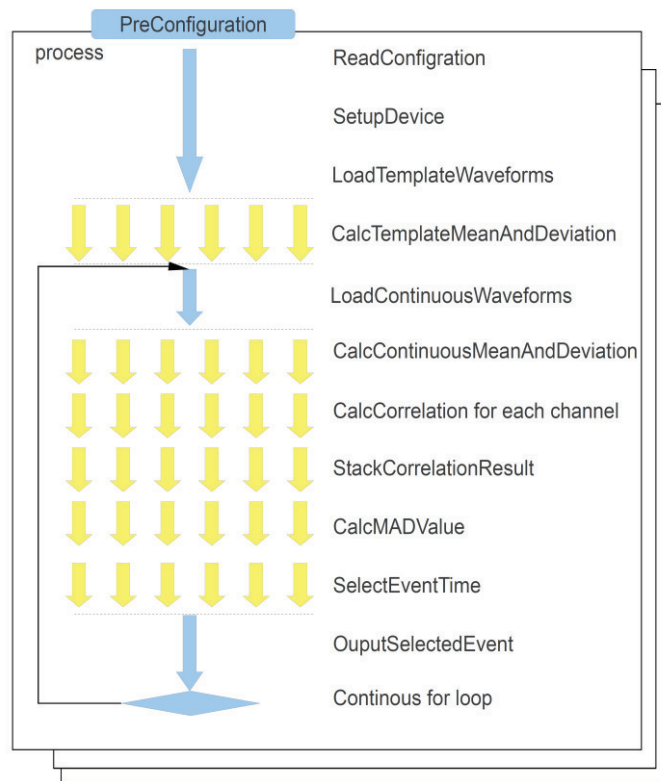 PreConfiguration
process
ReadConfigration
SetupDevice
LoadTemplateWaveforms
CalcTemplateMeanAndDeviation
LoadContinuousWaveforms
CalcContinuousMeanAndDeviation
CalcCorrelation for each channel
StackCorrelationResult
CalcMADValue
SelectEventTime
OuputSelectedEvent
Continous for loop